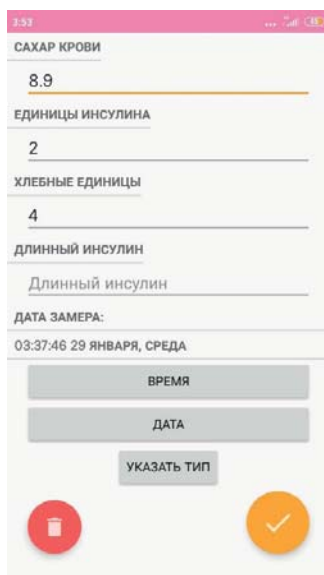 3:53
САХАР КРОВИ
8.9
ЕДИНИЦЫ ИНСУЛИНА
2
ХЛЕБНЫЕ ЕДИНИЦЫ
4
ДЛИННЫЙ ИНСУЛИН
Длинный инсулин
ДАТА ЗАМЕРА:
03:37:46 29 ЯНВАРЯ, СРЕДА
ВРЕМЯ
ДАТА
УКАЗАТЬ ТИП